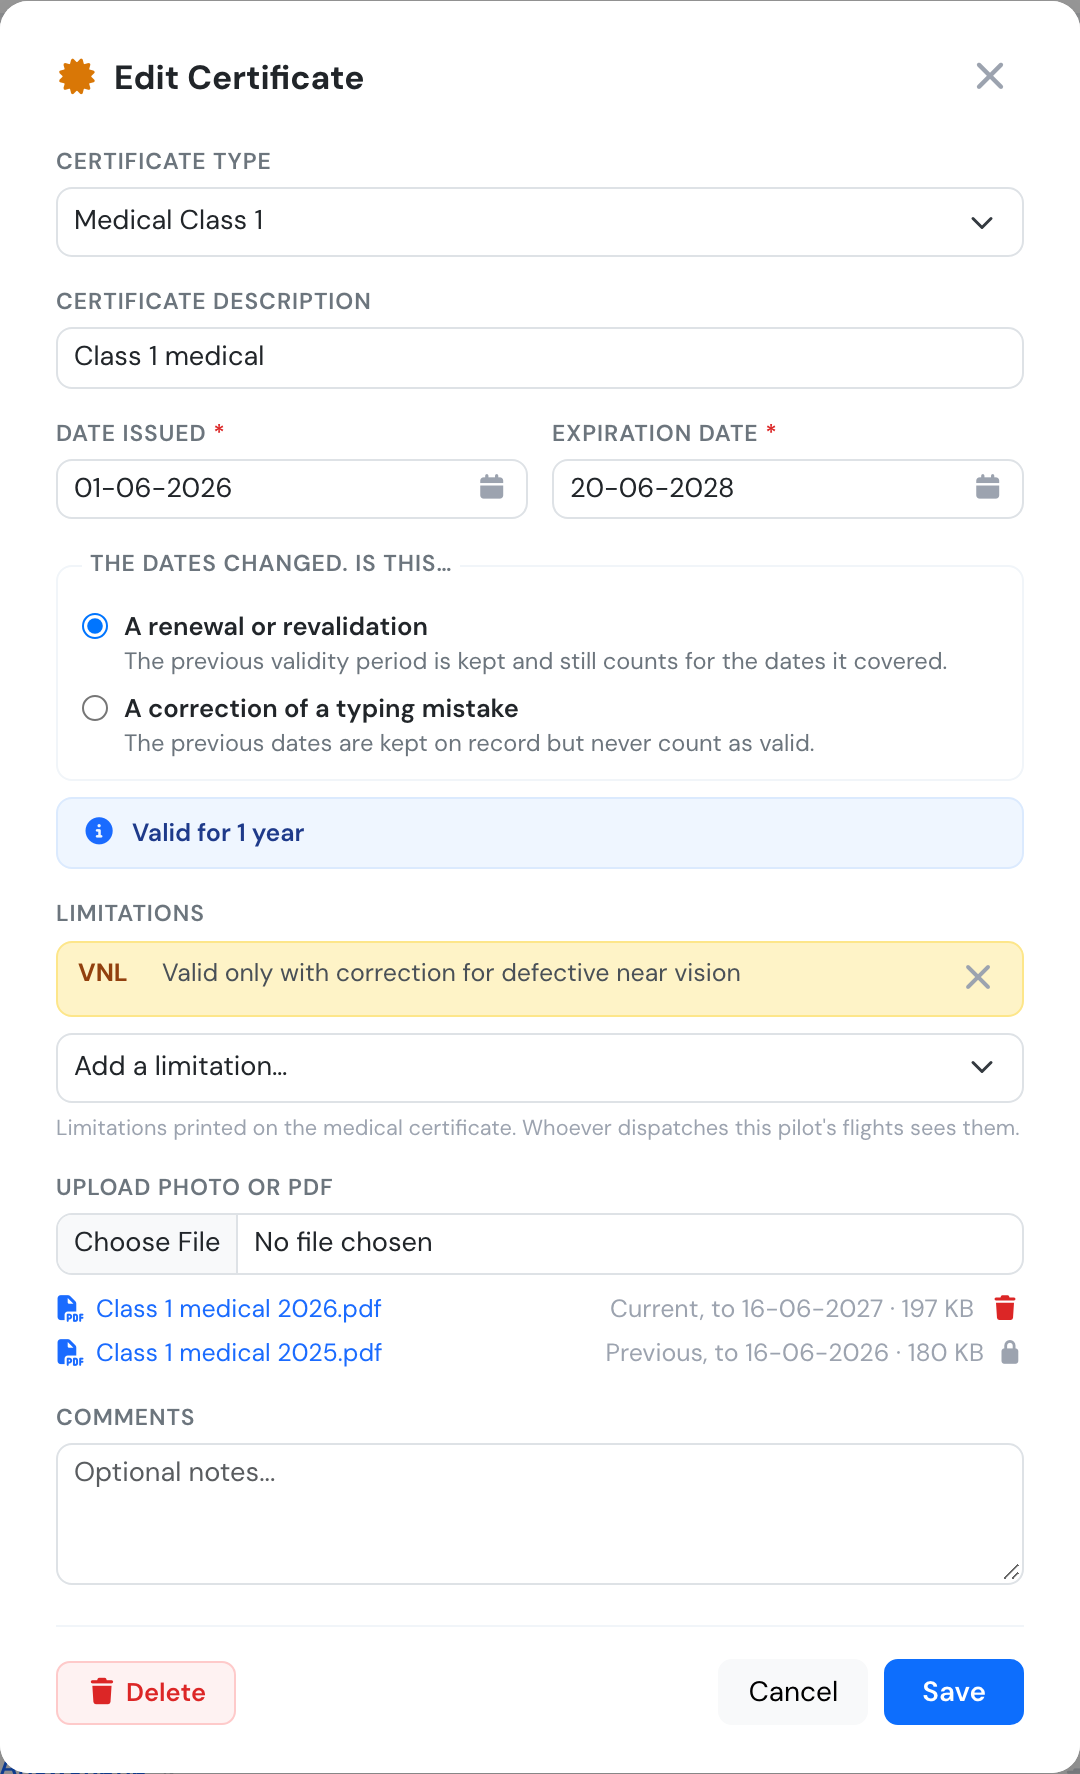 Edit Certificate
CERTIFICATE TYPE
Medical Class 1
CERTIFICATE DESCRIPTION
Class 1 medical
DATE ISSUED *
EXPIRATION DATE *
01-06-2026
20-06-2028
THE DATES CHANGED. IS THIS...
A renewal or revalidation
The previous validity period is kept and still counts for the dates it covered.
A correction of a typing mistake
The previous dates are kept on record but never count as valid.
Valid for 1 year
LIMITATIONS
VNL Valid only with correction for defective near vision
Add a limitation...
Limitations printed on the medical certificate. Whoever dispatches this pilot's flights sees them.
UPLOAD PHOTO OR PDF
Choose File No file chosen
PDF Class 1 medical 2026.pdf Current, to 16-06-2027 · 197 KB
PDF Class 1 medical 2025.pdf Previous, to 16-06-2026 · 180 KB
COMMENTS
Optional notes...
Delete
Cancel
Save